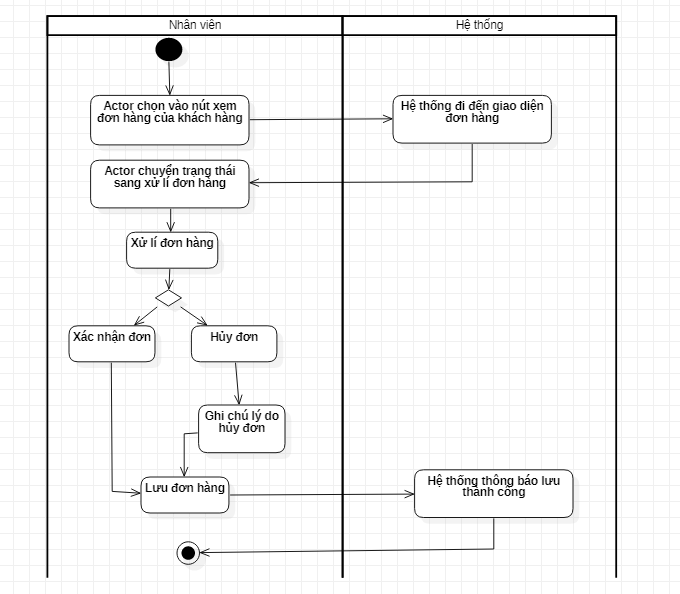 Nhân viên
Hệ thống
Actor chọn vào nút xem
đơn hàng của khách hàng
Hệ thống đi đến giao diện
đơn hàng
Actor chuyển trạng thái
sang xử lí đơn hàng
Xử lí đơn hàng
Xác nhận đơn
Hủy đơn
Ghi chú lý do
hủy đơn
Lưu đơn hàng
Hệ thống thông báo lưu
thành công